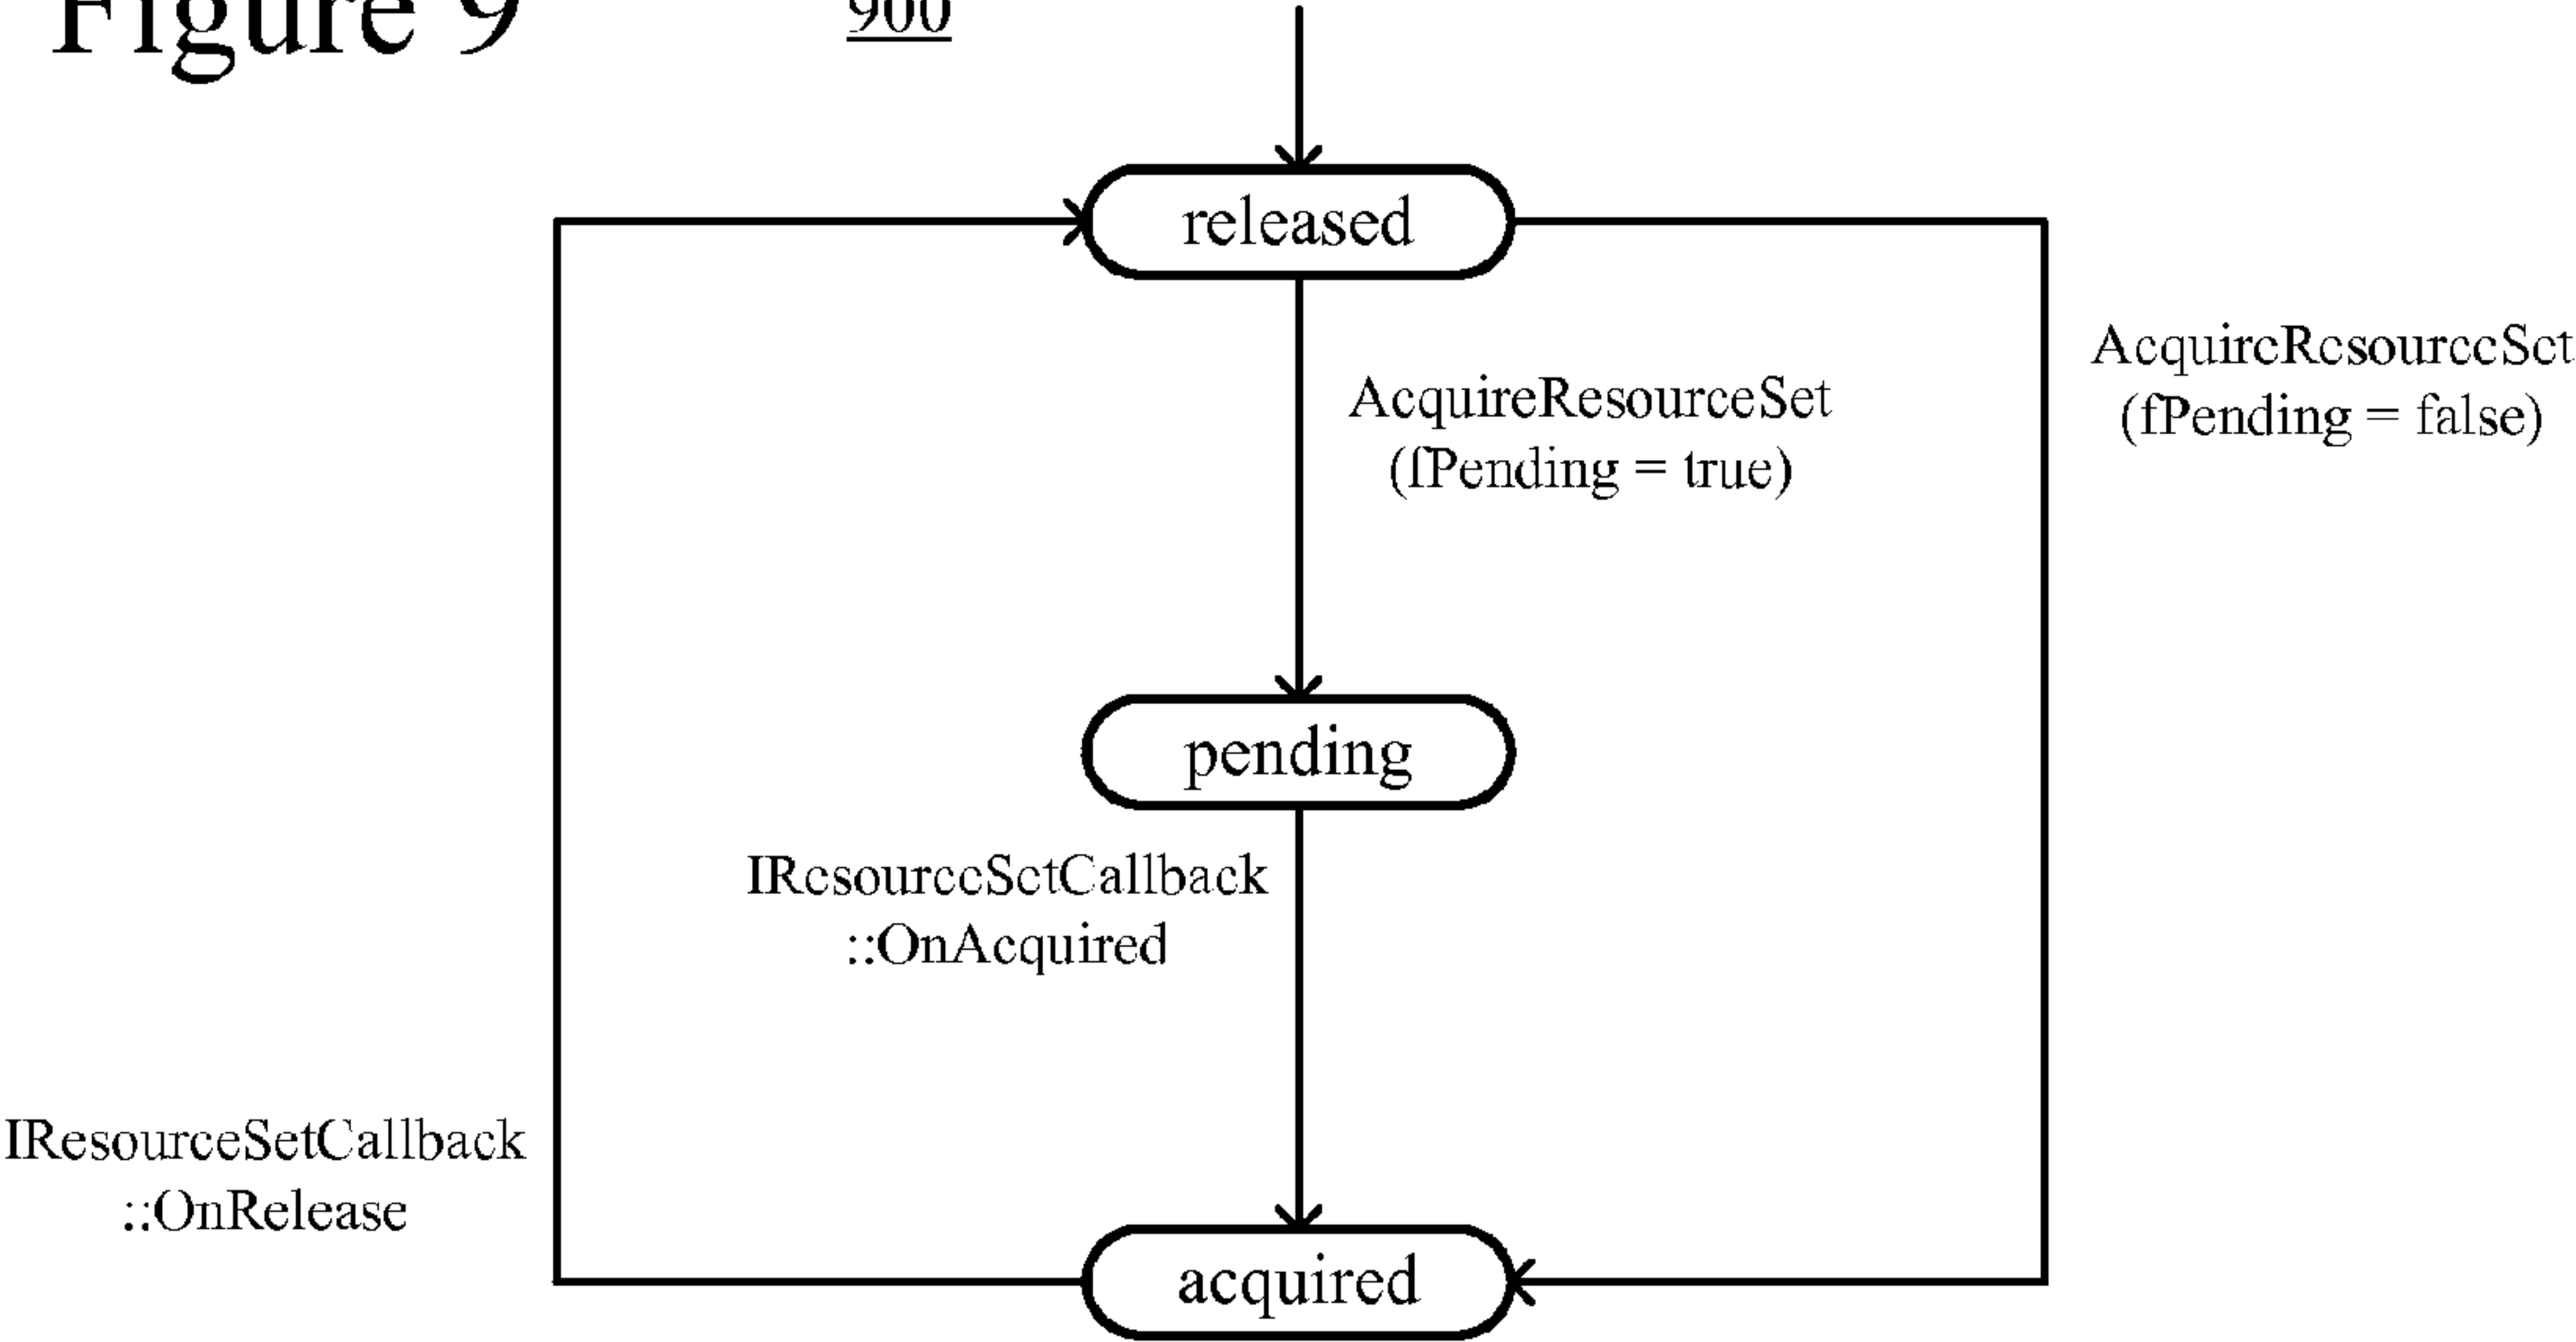 Figure 9
900
released
AcquireResourceSet
(fPending = false)
AcquireResourceSet
(fPending = true)
pending
IResourceSetCallback
::OnAcquired
IResourceSetCallback
::OnRelease
acquired